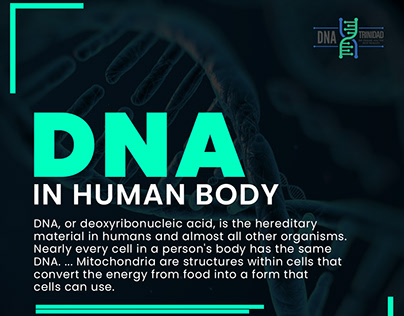 DNA TRINIDAD
DNA
IN HUMAN BODY
DNA, or deoxyribonucleic acid, is the hereditary
material in humans and almost all other organisms.
Nearly every cell in a person's body has the same
DNA. ... Mitochondria are structures within cells that
convert the energy from food into a form that
cells can use.